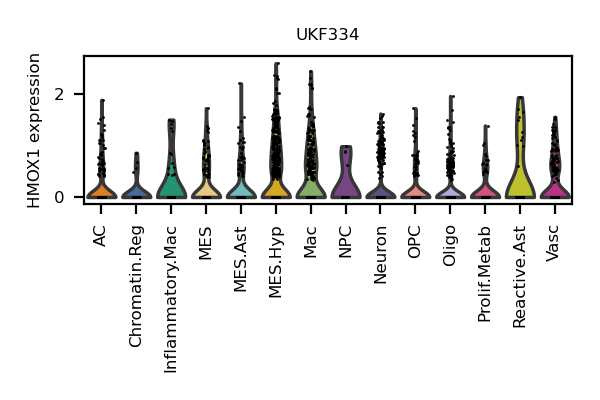 UKF334
HMOX1 expression
2
0
AC
Chromatin.Reg
Inflammatory.Mac
MES
MES.Ast
MES.Hyp
Mac
NPC
Neuron
OPC
Oligo
Prolif.Metab
Reactive.Ast
Vasc